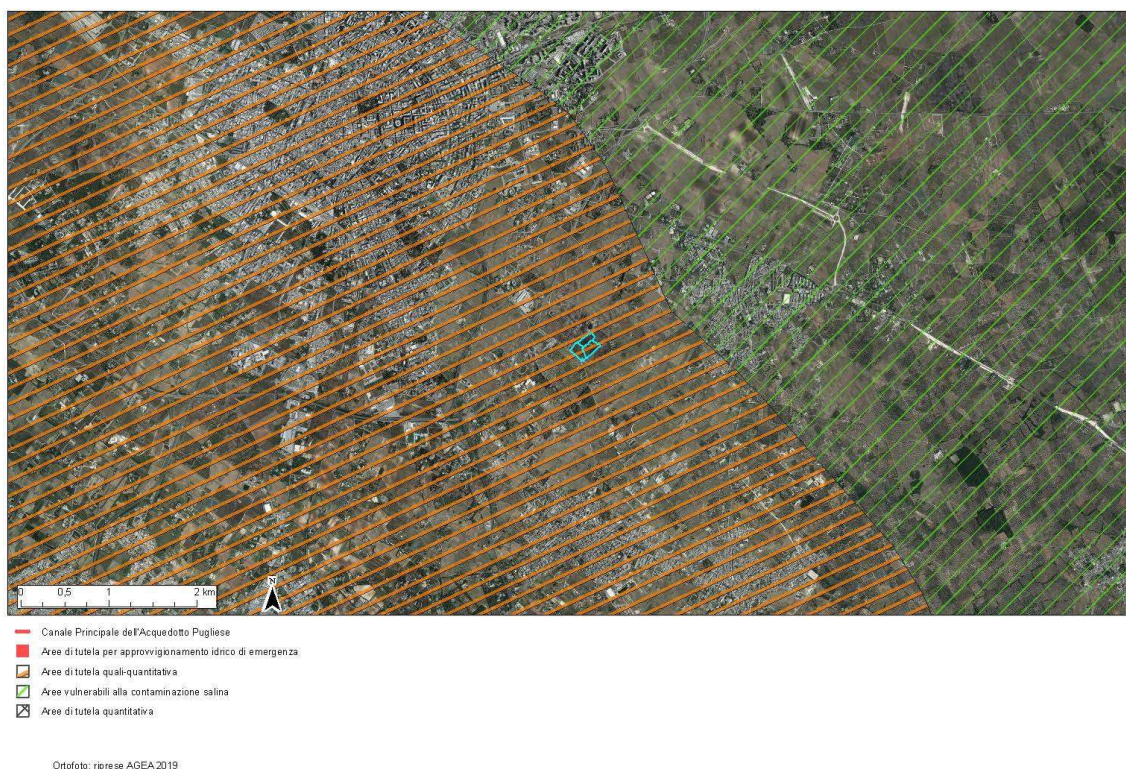 0 0,5 1 2 km
N
Canale Principale dell'Acquedotto Pugliese
Aree di tutela per approvvigionamento idrico di emergenza
Aree di tutela quali-quantitativa
Aree vulnerabili alla contaminazione salina
Aree di tutela quantitativa
Ortofoto: riprese AGEA 2019